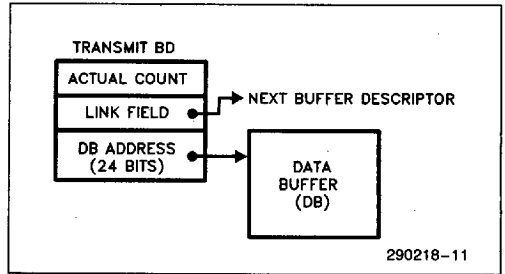 TRANSMIT BD
ACTUAL COUNT
LINK FIELD
NEXT BUFFER DESCRIPTOR
DB ADDRESS
(24 BITS)
DATA
BUFFER
(DB)
290218-11